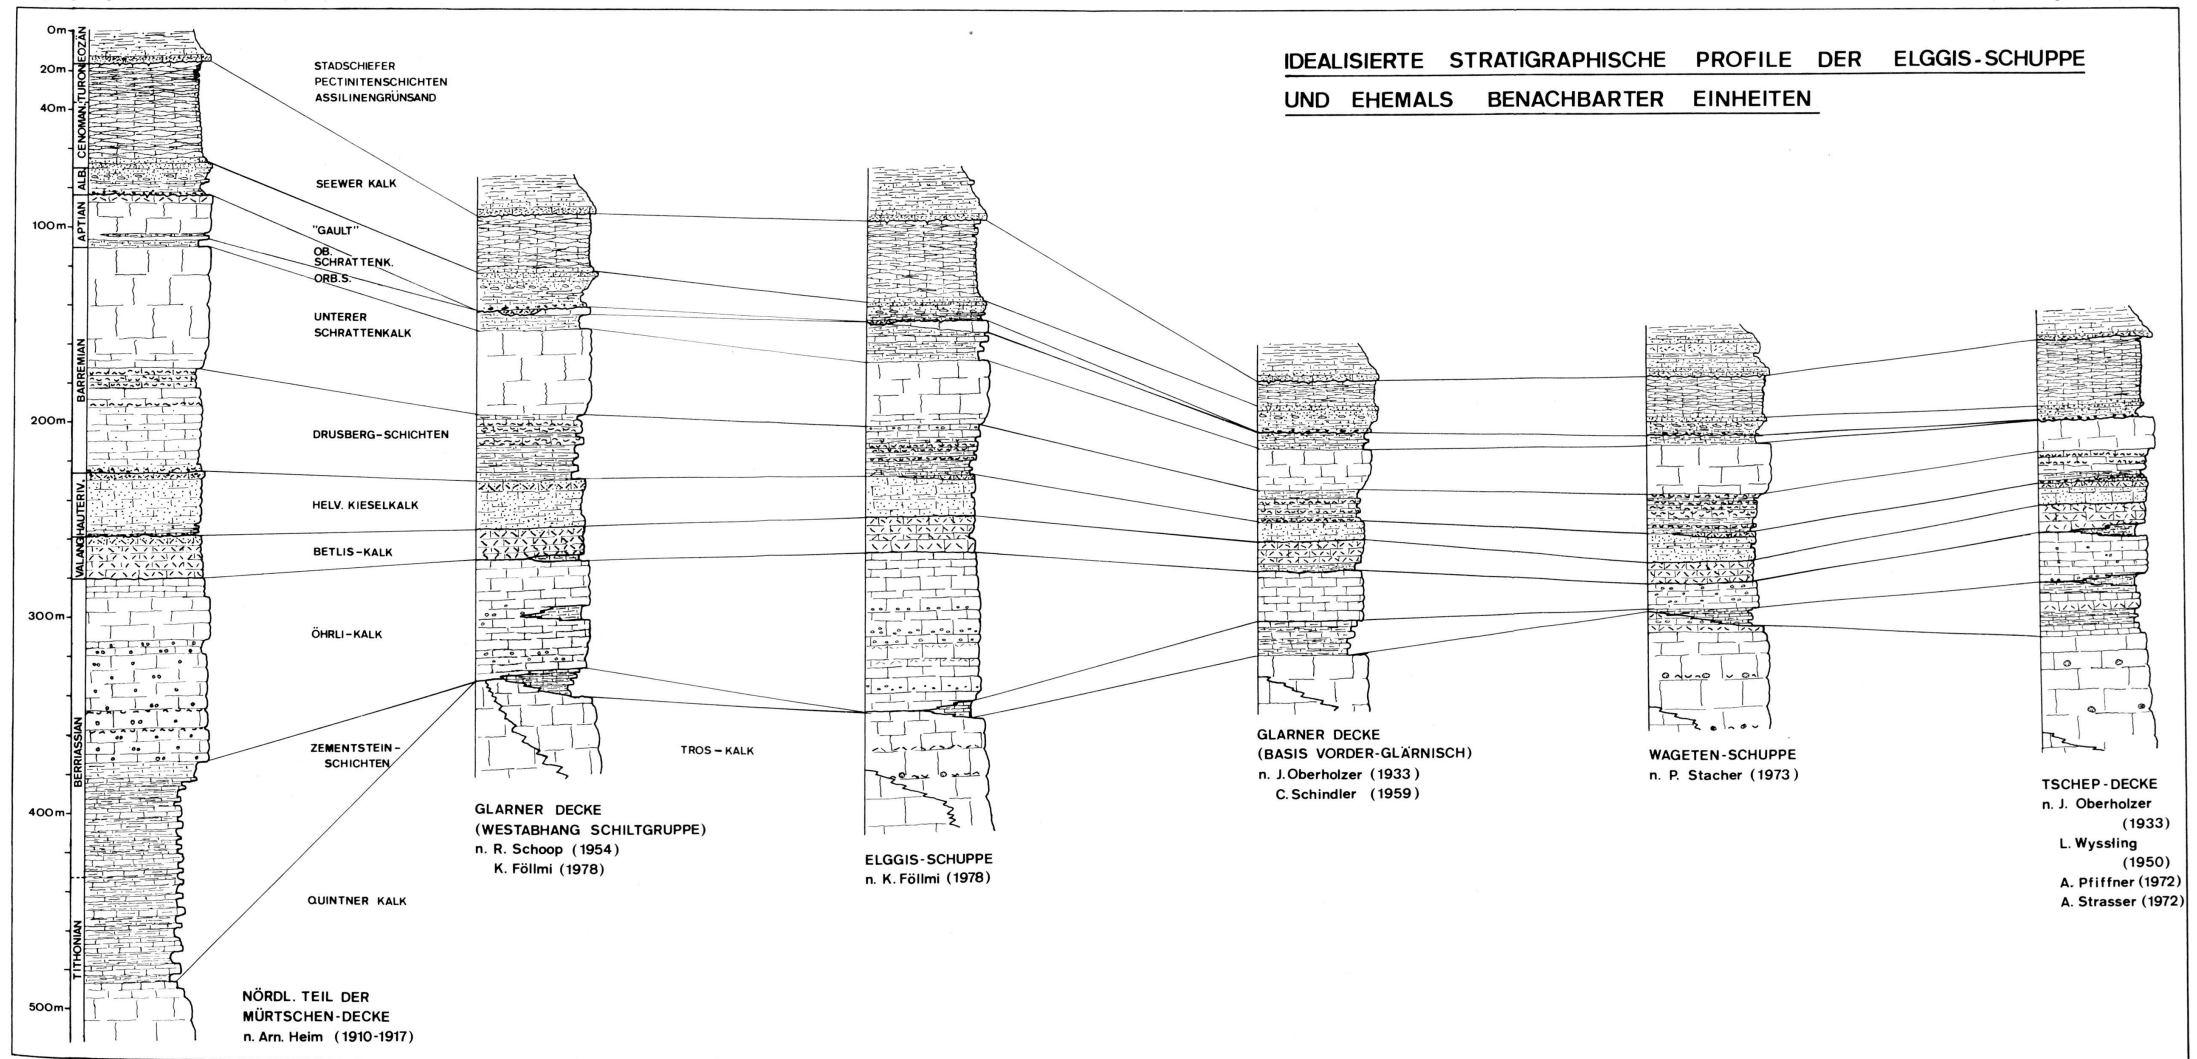 IDEALISIERTE STRATIGRAPHISCHE PROFILE DER ELGGIS-SCHUPPE
UND EHEMALS BENACHBARTER EINHEITEN
0m
20m
40m
100m
200m
300m
400m
500m
EOZÄN
TURON
CENOMAN.
ALB.
APTIAN
BARREMIAN
HAUTERIV.
VALANG
BERRIASSIAN
TITHONIAN
STADSCHIEFER
PECTINITENSCHICHTEN
ASSILINENGRÜNSAND
SEEWER KALK
"GAULT"
OB.
SCHRATTENK.
ORB.S.
UNTERER
SCHRATTENKALK
DRUSBERG-SCHICHTEN
HELV. KIESELKALK
BETLIS-KALK
ÖHRLI-KALK
ZEMENTSTEIN-
SCHICHTEN
QUINTNER KALK
TROS-KALK
NÖRDL. TEIL DER
MÜRTSCHEN-DECKE
n. Arn. Heim (1910-1917)
GLARNER DECKE
(WESTABHANG SCHILTGRUPPE)
n. R. Schoop (1954)
K. Föllmi (1978)
ELGGIS-SCHUPPE
n. K. Föllmi (1978)
GLARNER DECKE
(BASIS VORDER-GLÄRNISCH)
n. J. Oberholzer (1933)
C. Schindler (1959)
WAGETEN-SCHUPPE
n. P. Stacher (1973)
TSCHEP-DECKE
n. J. Oberholzer
(1933)
L. Wyssling
(1950)
A. Pfiffner (1972)
A. Strasser (1972)